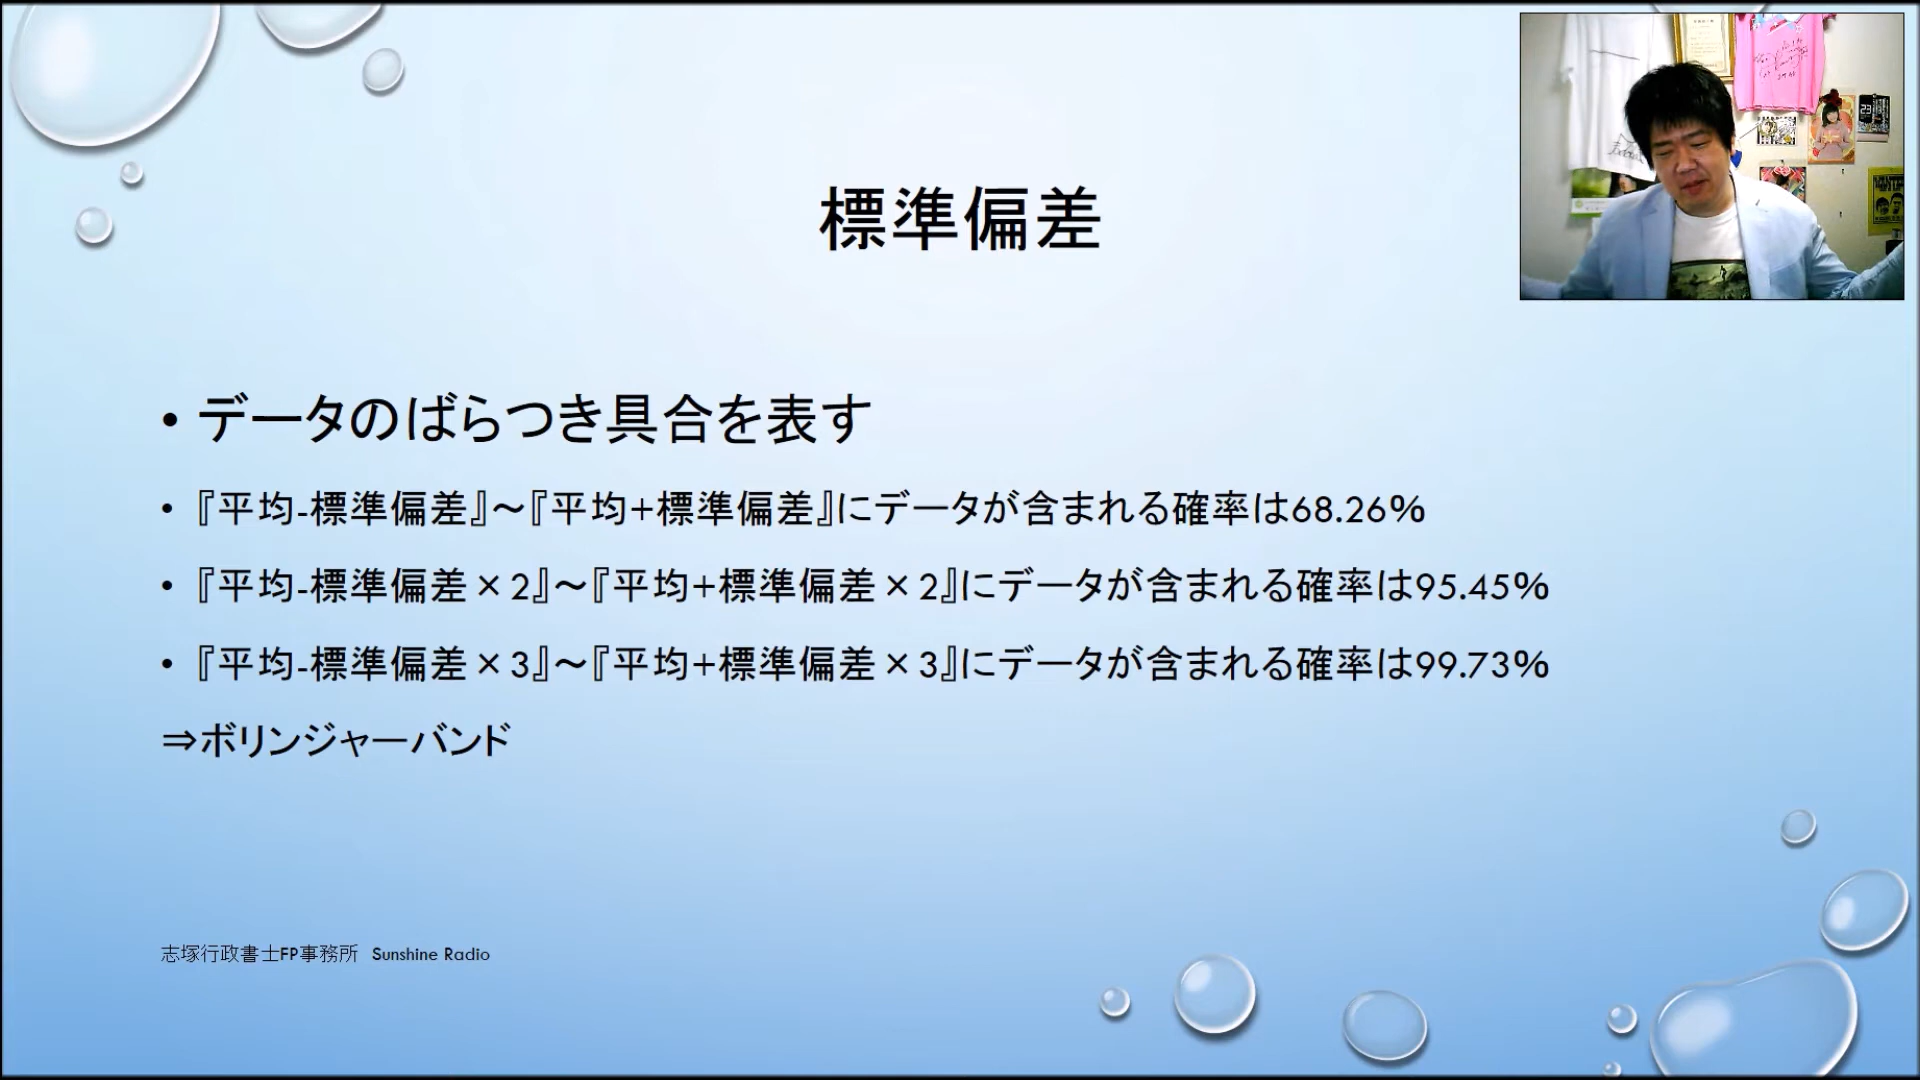 標準偏差
• データのばらつき具合を表す
• 『平均-標準偏差』～『平均+標準偏差』にデータが含まれる確率は68.26%
• 『平均-標準偏差×2』～『平均+標準偏差×2』にデータが含まれる確率は95.45%
• 『平均-標準偏差×3』～『平均+標準偏差×3』にデータが含まれる確率は99.73%
⇒ボリンジャーバンド
志塚行政書士FP事務所 Sunshine Radio
23